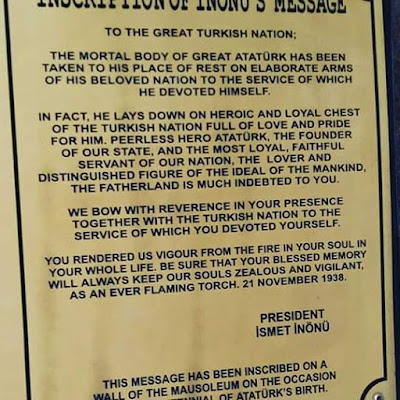 INSCRIPTION OF İNÖNÜ'S MESSAGE
TO THE GREAT TURKISH NATION;
THE MORTAL BODY OF GREAT ATATÜRK HAS BEEN
TAKEN TO HIS PLACE OF REST ON ELABORATE ARMS
OF HIS BELOVED NATION TO THE SERVICE OF WHICH
HE DEVOTED HIMSELF.
IN FACT, HE LAYS DOWN ON HEROIC AND LOYAL CHEST
OF THE TURKISH NATION FULL OF LOVE AND PRIDE
FOR HIM. PEERLESS HERO ATATÜRK, THE FOUNDER
OF OUR STATE, AND THE MOST LOYAL, FAITHFUL
SERVANT OF OUR NATION, THE LOVER AND
DISTINGUISHED FIGURE OF THE IDEAL OF THE MANKIND,
THE FATHERLAND IS MUCH INDEBTED TO YOU.
WE BOW WITH REVERENCE IN YOUR PRESENCE
TOGETHER WITH THE TURKISH NATION TO THE
SERVICE OF WHICH YOU DEVOTED YOURSELF.
YOU RENDERED US VIGOUR FROM THE FIRE IN YOUR SOUL IN
YOUR WHOLE LIFE. BE SURE THAT YOUR BLESSED MEMORY
WILL ALWAYS KEEP OUR SOULS ZEALOUS AND VIGILANT,
AS AN EVER FLAMING TORCH. 21 NOVEMBER 1938.
PRESIDENT
İSMET İNÖNÜ
THIS MESSAGE HAS BEEN INSCRIBED ON A
WALL OF THE MAUSOLEUM ON THE OCCASION
OF ATATÜRK'S BIRTH.